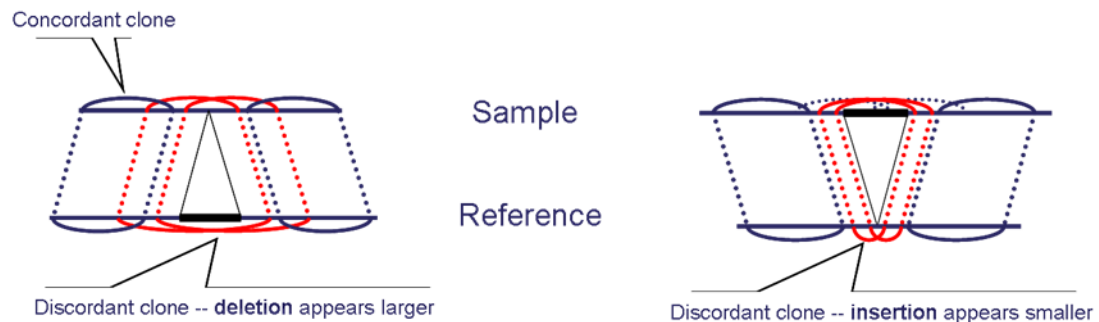 Concordant clone
Sample
Reference
Discordant clone -- deletion appears larger
Discordant clone -- insertion appears smaller